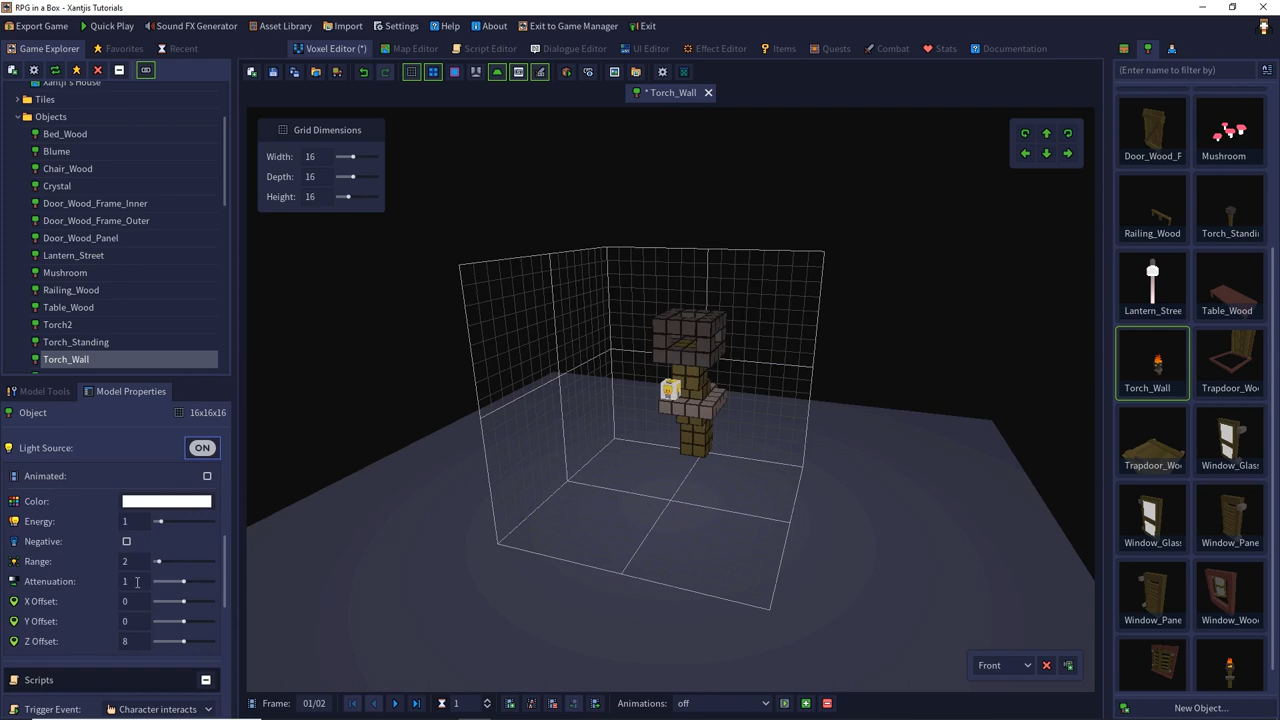 RPG in a Box - Xantjis Tutorials
Export Game Quick Play Sound FX Generator Asset Library Import Settings Help About Exit to Game Manager Exit
Game Explorer Favorites Recent Voxel Editor (*) Map Editor Script Editor Dialogue Editor UI Editor Effect Editor Items Quests Combat Stats Documentation
(Enter name to filter by)
* Torch_Wall
Xantji's House
Tiles
Objects
Bed_Wood
Blume
Chair_Wood
Crystal
Door_Wood_Frame_Inner
Door_Wood_Frame_Outer
Door_Wood_Panel
Lantern_Street
Mushroom
Railing_Wood
Table_Wood
Torch2
Torch_Standing
Torch_Wall
Grid Dimensions
Width: 16
Depth: 16
Height: 16
Model Tools Model Properties
Object 16x16x16
Light Source: ON
Animated:
Color:
Energy: 1
Negative:
Range: 2
Attenuation: 1
X Offset: 0
Y Offset: 0
Z Offset: 8
Scripts
Trigger Event: Character interacts
Front
Frame: 01/02 1 Animations: off
Door_Wood_F Mushroom
Railing_Wood Torch_Standi
Lantern_Stree Table_Wood
Torch_Wall Trapdoor_Wo
Trapdoor_Wo Window_Glas
Window_Glas Window_Pane
Window_Pane Window_Woo
New Object...